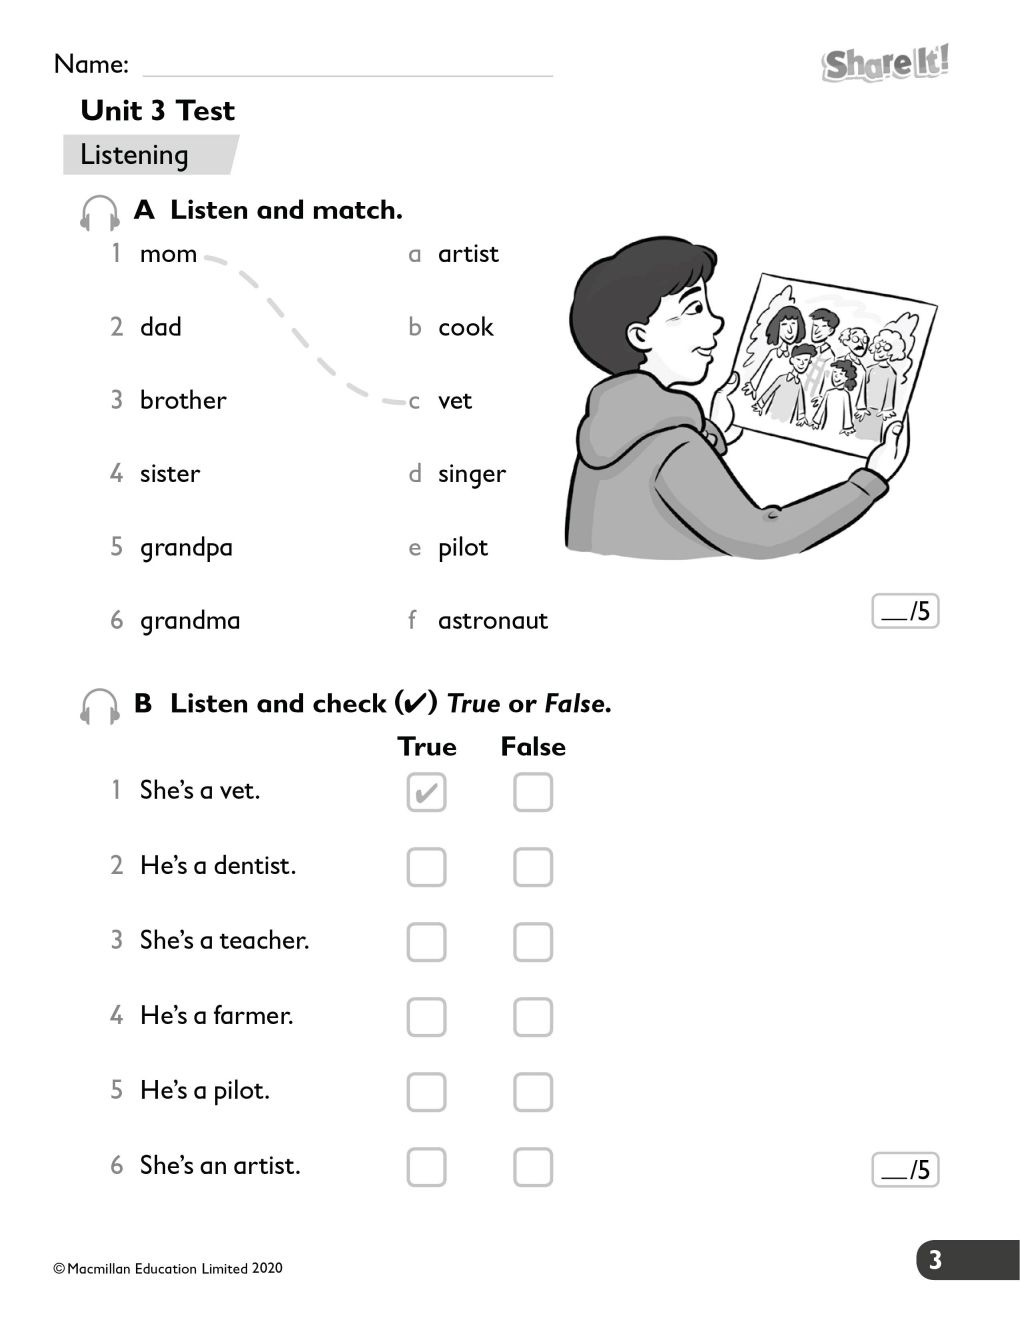 Name:
Share It!
Unit 3 Test
Listening
A Listen and match.
1 mom a artist
2 dad b cook
3 brother c vet
4 sister d singer
5 grandpa e pilot
6 grandma f astronaut
__/5
B Listen and check (✔) True or False.
True False
1 She's a vet. ✔
2 He's a dentist.
3 She's a teacher.
4 He's a farmer.
5 He's a pilot.
6 She's an artist.
__/5
© Macmillan Education Limited 2020
3